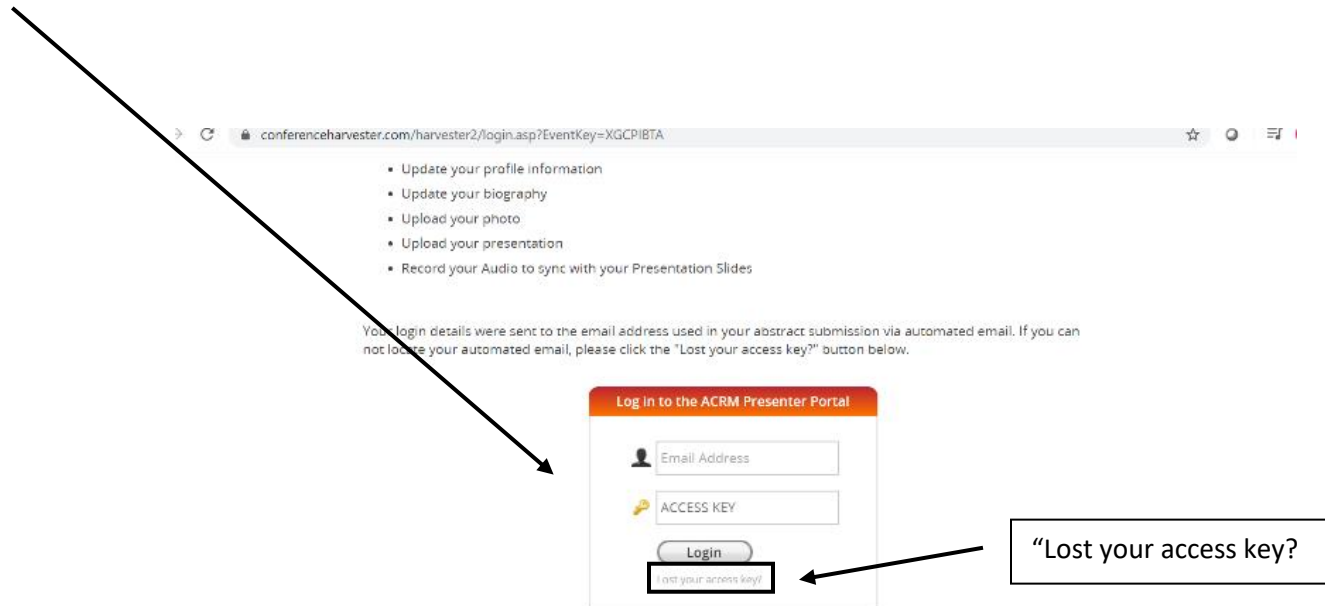 conferenceharvester.com/harvester2/login.asp?EventKey=XGCPIBTA
• Update your profile information
• Update your biography
• Upload your photo
• Upload your presentation
• Record your Audio to sync with your Presentation Slides
Your login details were sent to the email address used in your abstract submission via automated email. If you can
not locate your automated email, please click the "Lost your access key?" button below.
Log in to the ACRM Presenter Portal
Email Address
ACCESS KEY
Login
Lost your access key?
“Lost your access key?